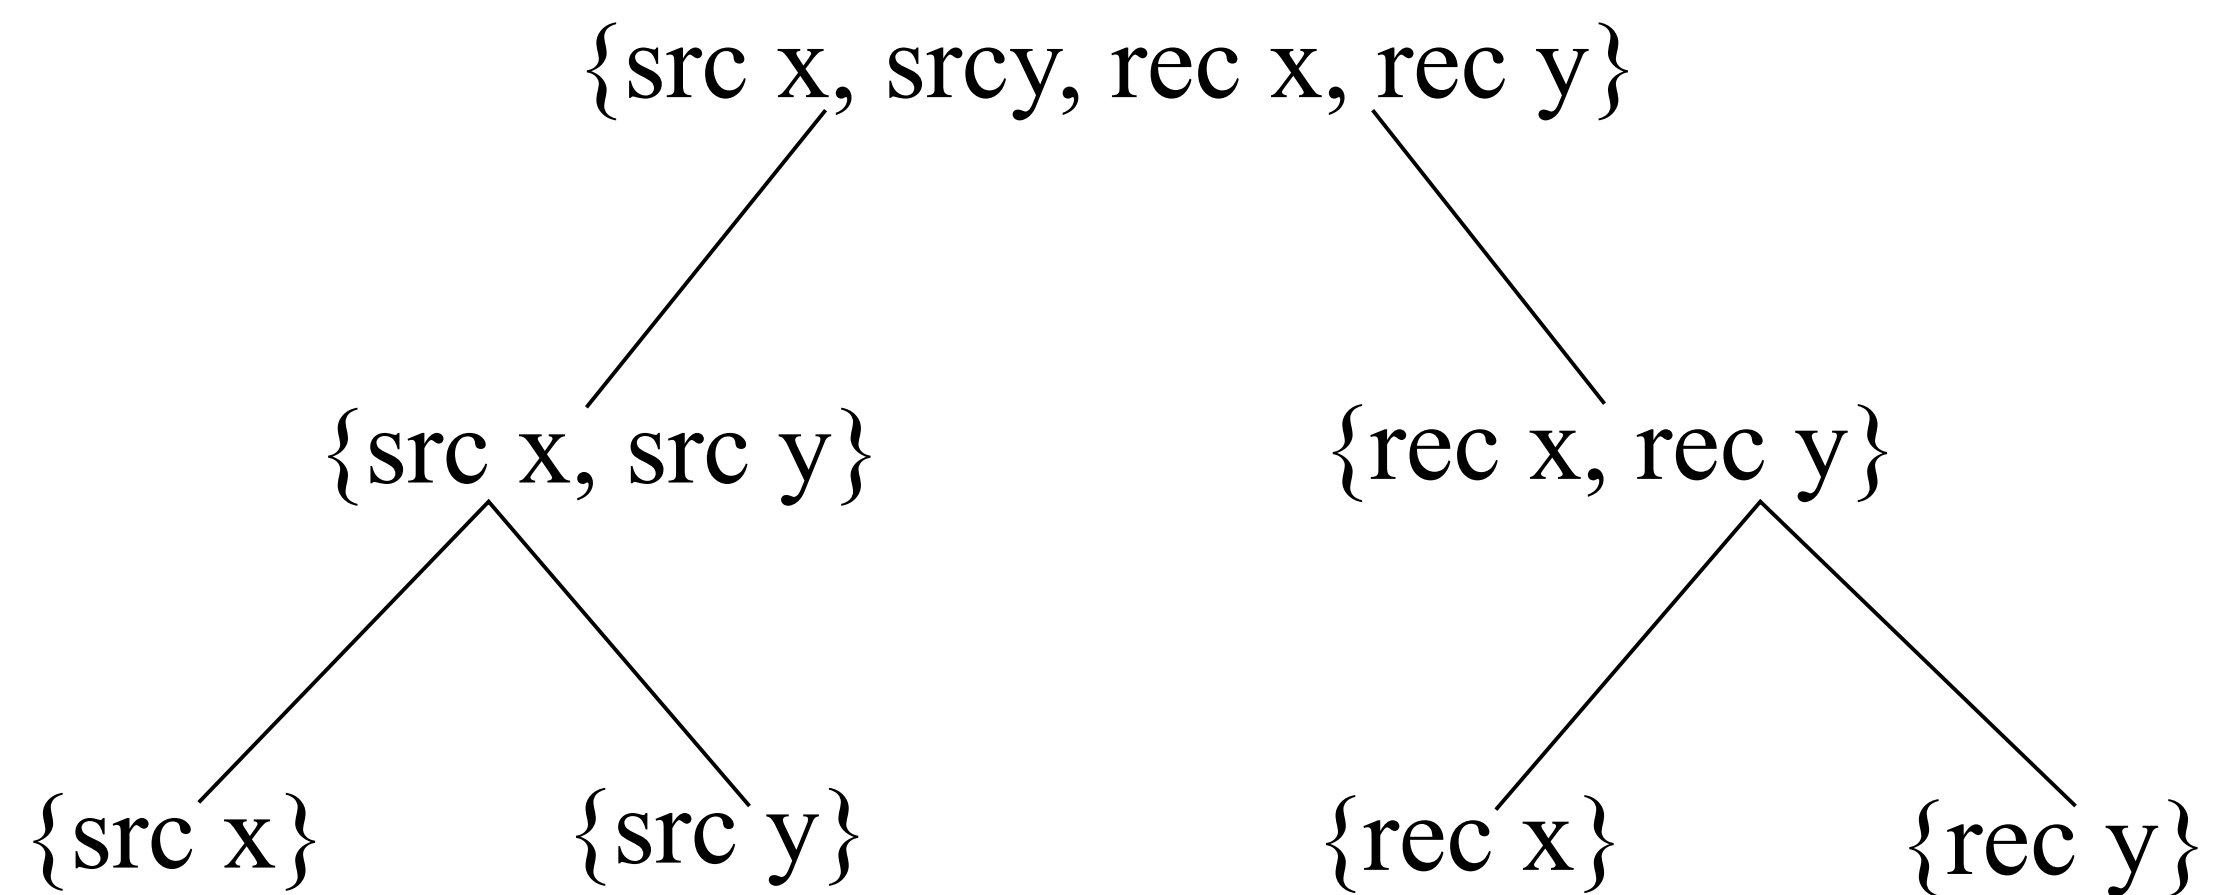 {src x, srcy, rec x, rec y}
{src x, src y} {rec x, rec y}
{src x} {src y} {rec x} {rec y}